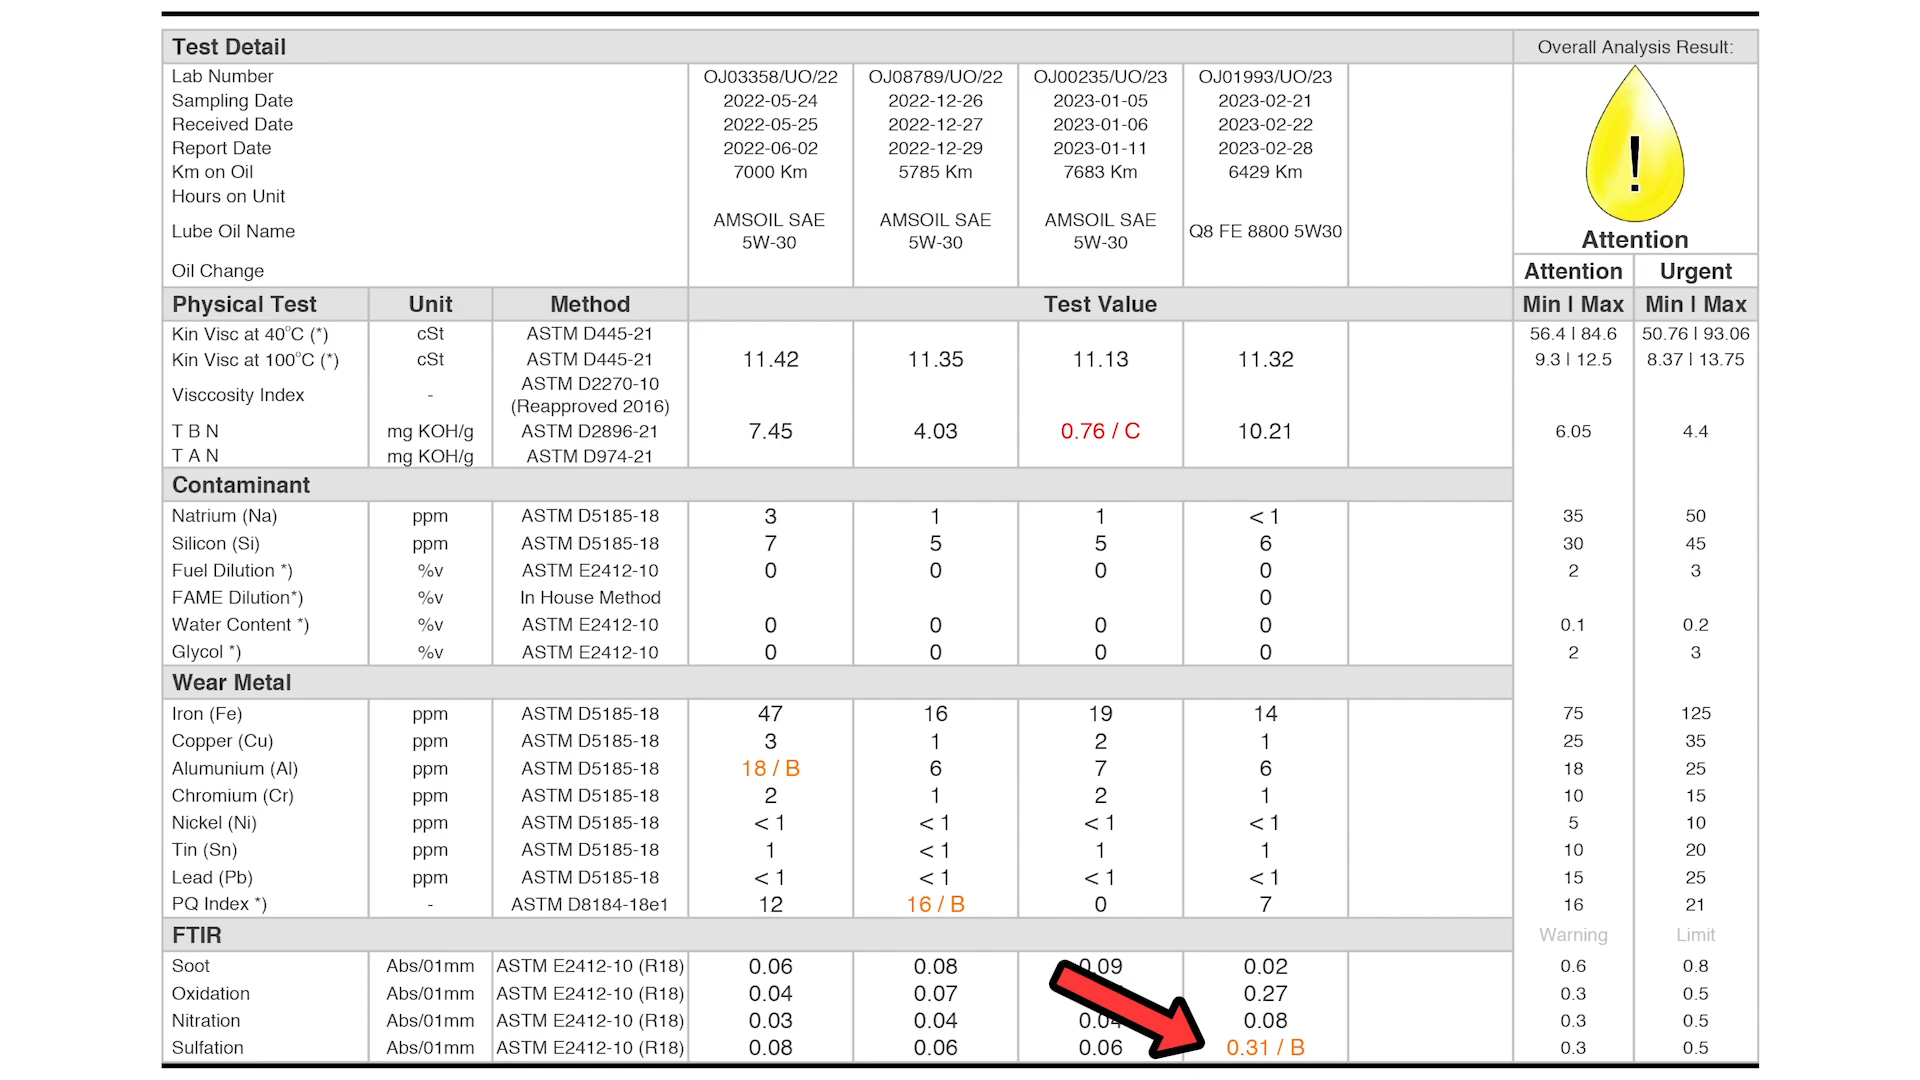 Test Detail Overall Analysis Result:
Lab Number OJ03358/UO/22 OJ08789/UO/22 OJ00235/UO/23 OJ01993/UO/23
Sampling Date 2022-05-24 2022-12-26 2023-01-05 2023-02-21
Received Date 2022-05-25 2022-12-27 2023-01-06 2023-02-22
Report Date 2022-06-02 2022-12-29 2023-01-11 2023-02-28
Km on Oil 7000 Km 5785 Km 7683 Km 6429 Km
Hours on Unit
Lube Oil Name AMSOIL SAE 5W-30 AMSOIL SAE 5W-30 AMSOIL SAE 5W-30 Q8 FE 8800 5W30
!
Attention
Oil Change Attention Urgent
Physical Test Unit Method Test Value Min | Max Min | Max
Kin Visc at 40°C (*) cSt ASTM D445-21 56.4 | 84.6 50.76 | 93.06
Kin Visc at 100°C (*) cSt ASTM D445-21 11.42 11.35 11.13 11.32 9.3 | 12.5 8.37 | 13.75
Visccosity Index - ASTM D2270-10 (Reapproved 2016)
T B N mg KOH/g ASTM D2896-21 7.45 4.03 0.76 / C 10.21 6.05 4.4
T A N mg KOH/g ASTM D974-21
Contaminant
Natrium (Na) ppm ASTM D5185-18 3 1 1 < 1 35 50
Silicon (Si) ppm ASTM D5185-18 7 5 5 6 30 45
Fuel Dilution *) %v ASTM E2412-10 0 0 0 0 2 3
FAME Dilution*) %v In House Method 0
Water Content *) %v ASTM E2412-10 0 0 0 0 0.1 0.2
Glycol *) %v ASTM E2412-10 0 0 0 0 2 3
Wear Metal
Iron (Fe) ppm ASTM D5185-18 47 16 19 14 75 125
Copper (Cu) ppm ASTM D5185-18 3 1 2 1 25 35
Alumunium (Al) ppm ASTM D5185-18 18 / B 6 7 6 18 25
Chromium (Cr) ppm ASTM D5185-18 2 1 2 1 10 15
Nickel (Ni) ppm ASTM D5185-18 < 1 < 1 < 1 < 1 5 10
Tin (Sn) ppm ASTM D5185-18 1 < 1 1 1 10 20
Lead (Pb) ppm ASTM D5185-18 < 1 < 1 < 1 < 1 15 25
PQ Index *) - ASTM D8184-18e1 12 16 / B 0 7 16 21
FTIR Warning Limit
Soot Abs/01mm ASTM E2412-10 (R18) 0.06 0.08 0.09 0.02 0.6 0.8
Oxidation Abs/01mm ASTM E2412-10 (R18) 0.04 0.07 0.27 0.3 0.5
Nitration Abs/01mm ASTM E2412-10 (R18) 0.03 0.04 0.04 0.08 0.3 0.5
Sulfation Abs/01mm ASTM E2412-10 (R18) 0.08 0.06 0.06 0.31 / B 0.3 0.5